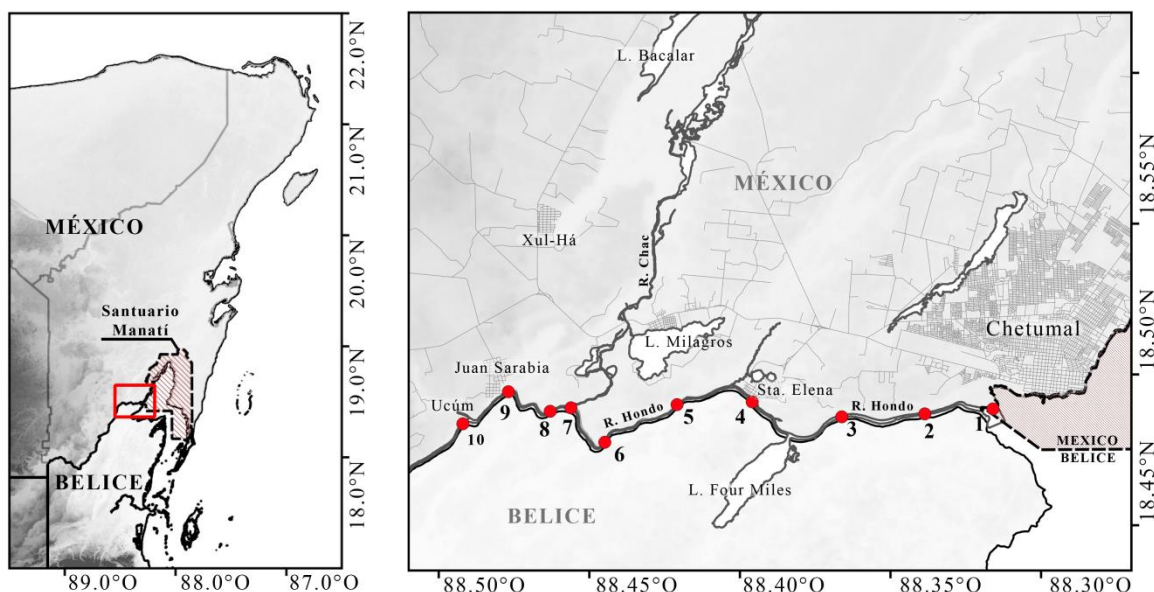 MÉXICO
Santuario
Manatí
BELICE
22.0°N
21.0°N
20.0°N
19.0°N
18.0°N
89.0°O
88.0°O
87.0°O
L. Bacalar
MÉXICO
Xul-Há
R. Chac
Chetumal
L. Milagros
Juan Sarabia
Sta. Elena
Ucúm
R. Hondo
R. Hondo
10
9
8
7
6
5
4
3
2
1
L. Four Miles
BELICE
MEXICO
BELICE
18.55°N
18.50°N
18.45°N
88.50°O
88.45°O
88.40°O
88.35°O
88.30°O